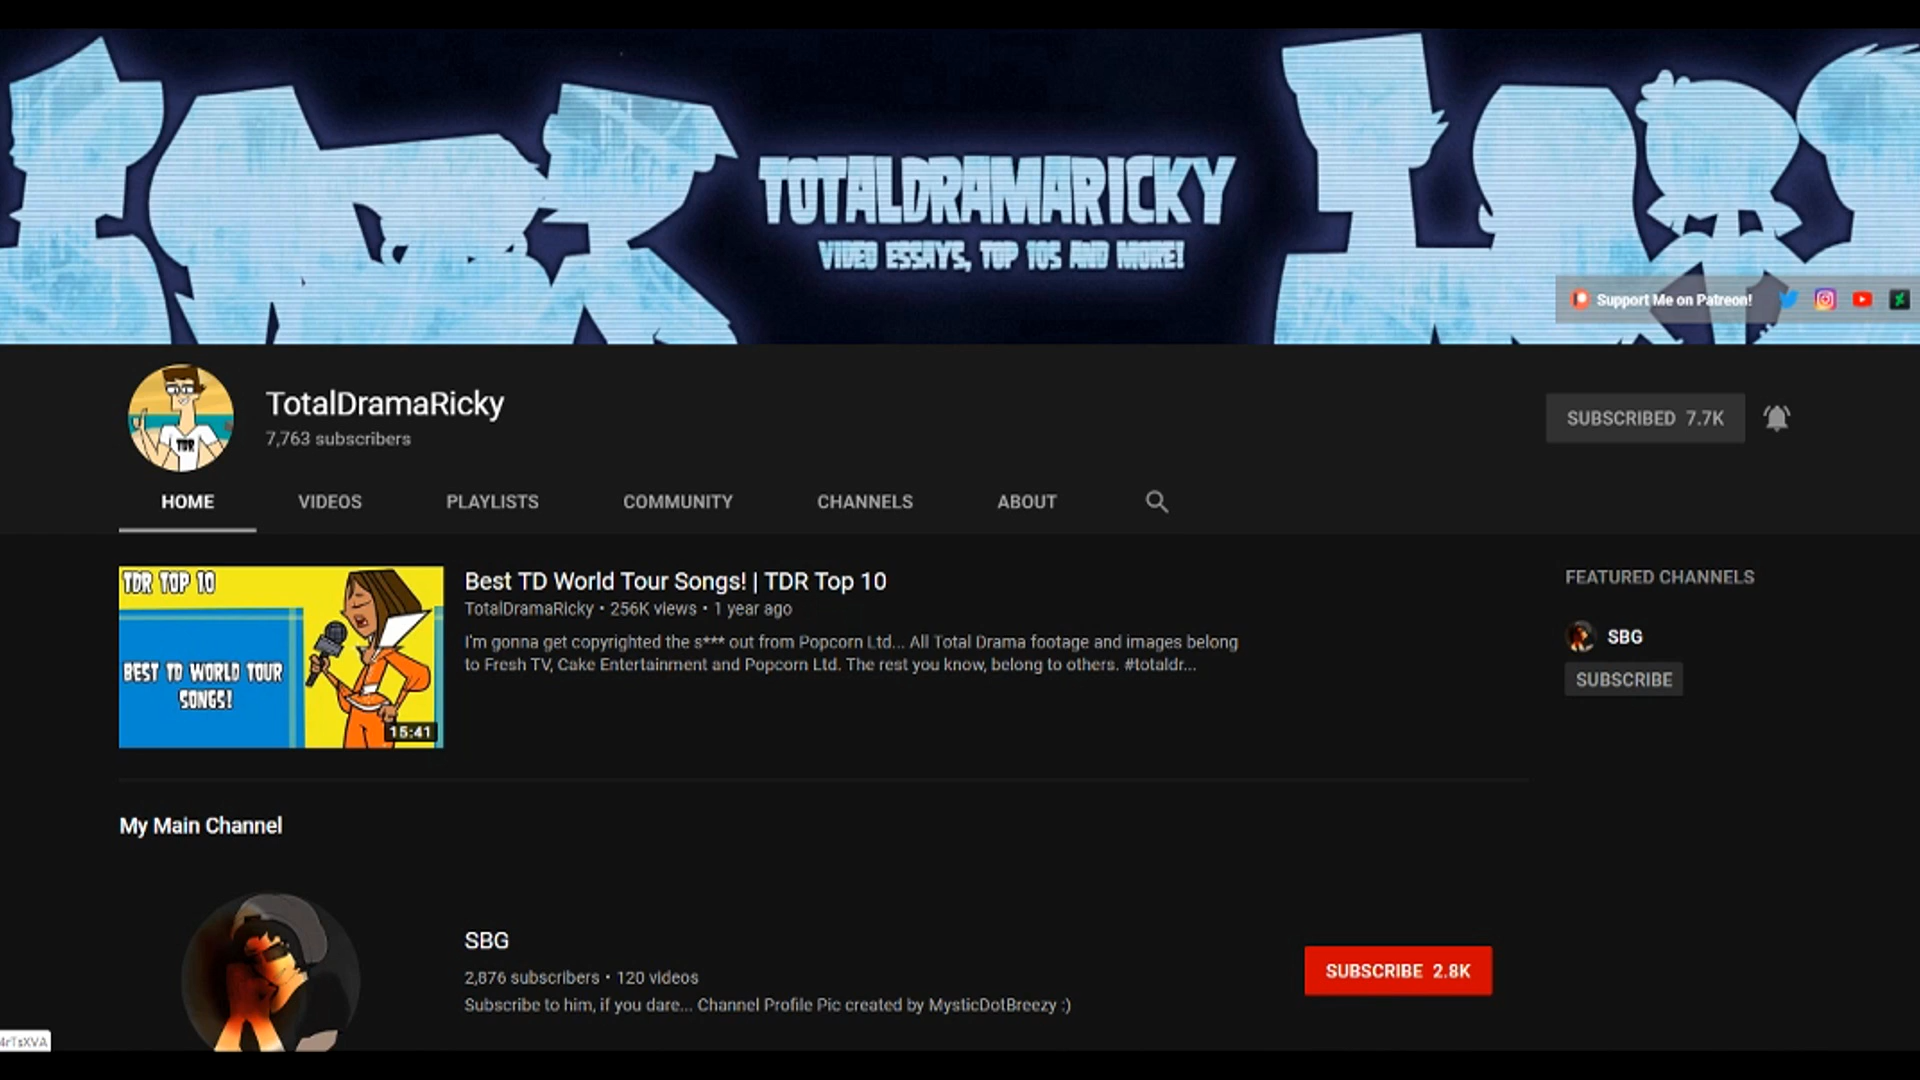 TOTALDRAMARICKY
VIDEO ESSAYS, TOP 10S AND MORE!
Support Me on Patreon!
TDR
TotalDramaRicky
7,763 subscribers
SUBSCRIBED 7.7K
HOME VIDEOS PLAYLISTS COMMUNITY CHANNELS ABOUT
TDR TOP 10
BEST TD WORLD TOUR
SONGS!
15:41
Best TD World Tour Songs! | TDR Top 10
TotalDramaRicky • 256K views • 1 year ago
I'm gonna get copyrighted the s*** out from Popcorn Ltd... All Total Drama footage and images belong
to Fresh TV, Cake Entertainment and Popcorn Ltd. The rest you know, belong to others. #totaldr...
FEATURED CHANNELS
SBG
SUBSCRIBE
My Main Channel
SBG
2,876 subscribers • 120 videos
Subscribe to him, if you dare... Channel Profile Pic created by MysticDotBreezy :)
SUBSCRIBE 2.8K
4rTsXVA